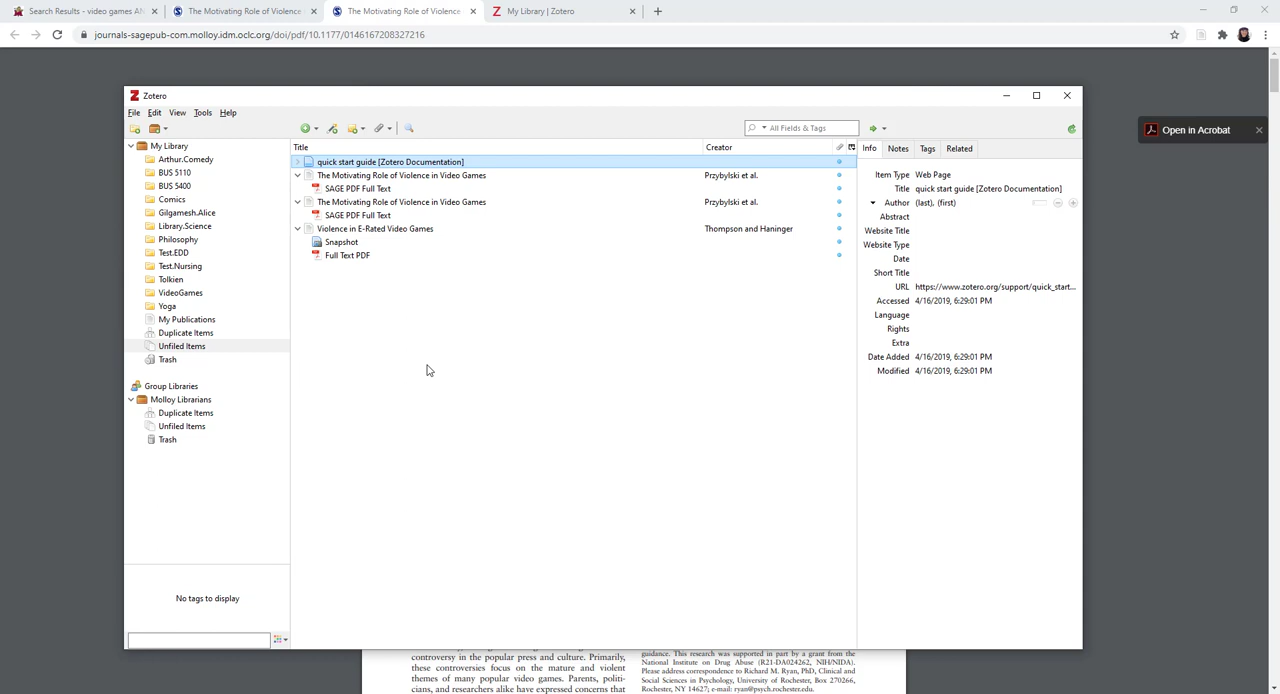 Search Results - video games AN
The Motivating Role of Violence
The Motivating Role of Violence
My Library | Zotero
journals-sagepub-com.molloy.idm.oclc.org/doi/pdf/10.1177/0146167208327216
Open in Acrobat
Zotero
File Edit View Tools Help
All Fields & Tags
My Library
Arthur.Comedy
BUS 5110
BUS 5400
Comics
Gilgamesh.Alice
Library.Science
Philosophy
Test.EDD
Test.Nursing
Tolkien
VideoGames
Yoga
My Publications
Duplicate Items
Unfiled Items
Trash
Group Libraries
Molloy Librarians
Duplicate Items
Unfiled Items
Trash
No tags to display
Title Creator
quick start guide [Zotero Documentation]
The Motivating Role of Violence in Video Games Przybylski et al.
SAGE PDF Full Text
The Motivating Role of Violence in Video Games Przybylski et al.
SAGE PDF Full Text
Violence in E-Rated Video Games Thompson and Haninger
Snapshot
Full Text PDF
Info Notes Tags Related
Item Type Web Page
Title quick start guide [Zotero Documentation]
Author (last), (first)
Abstract
Website Title
Website Type
Date
Short Title
URL https://www.zotero.org/support/quick_start...
Accessed 4/16/2019, 6:29:01 PM
Language
Rights
Extra
Date Added 4/16/2019, 6:29:01 PM
Modified 4/16/2019, 6:29:01 PM
controversy in the popular press and culture. Primarily,
these controversies focus on the mature and violent
themes of many popular video games. Parents, politi-
cians, and researchers alike have expressed concerns that
guidance. This research was supported in part by a grant from the
National Institute on Drug Abuse (R21-DA024262, NIH/NIDA).
Please address correspondence to Richard M. Ryan, PhD, Clinical and
Social Sciences in Psychology, University of Rochester, Box 270266,
Rochester, NY 14627; e-mail: ryan@psych.rochester.edu.